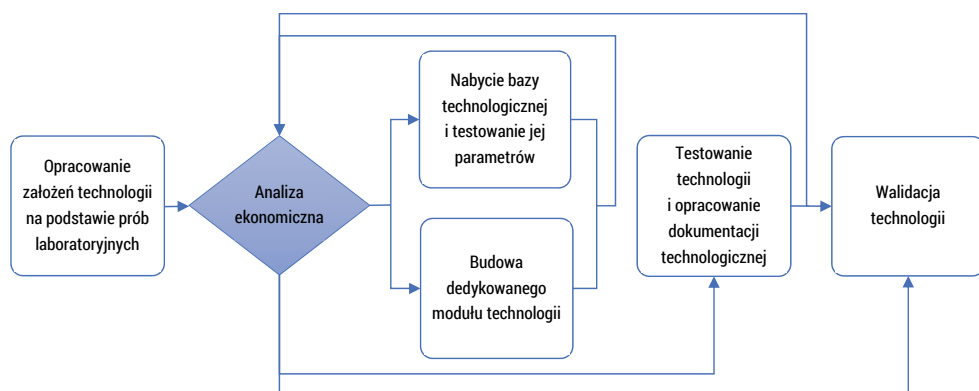 Opracowanie
założeń technologii
na podstawie prób
laboratoryjnych
Analiza
ekonomiczna
Nabycie bazy
technologicznej
i testowanie jej
parametrów
Budowa
dedykowanego
modułu technologii
Testowanie
technologii
i opracowanie
dokumentacji
technologicznej
Walidacja
technologii